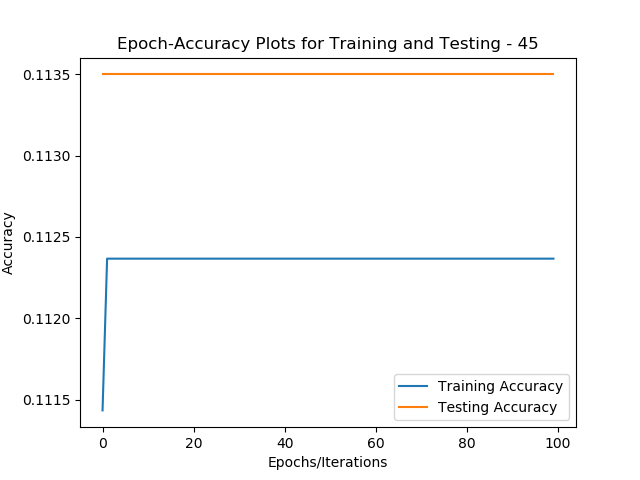 Epoch-Accuracy Plots for Training and Testing - 45
0.1135
0.1130
0.1125
0.1120
0.1115
Accuracy
0
20
40
60
80
100
Epochs/Iterations
Training Accuracy
Testing Accuracy